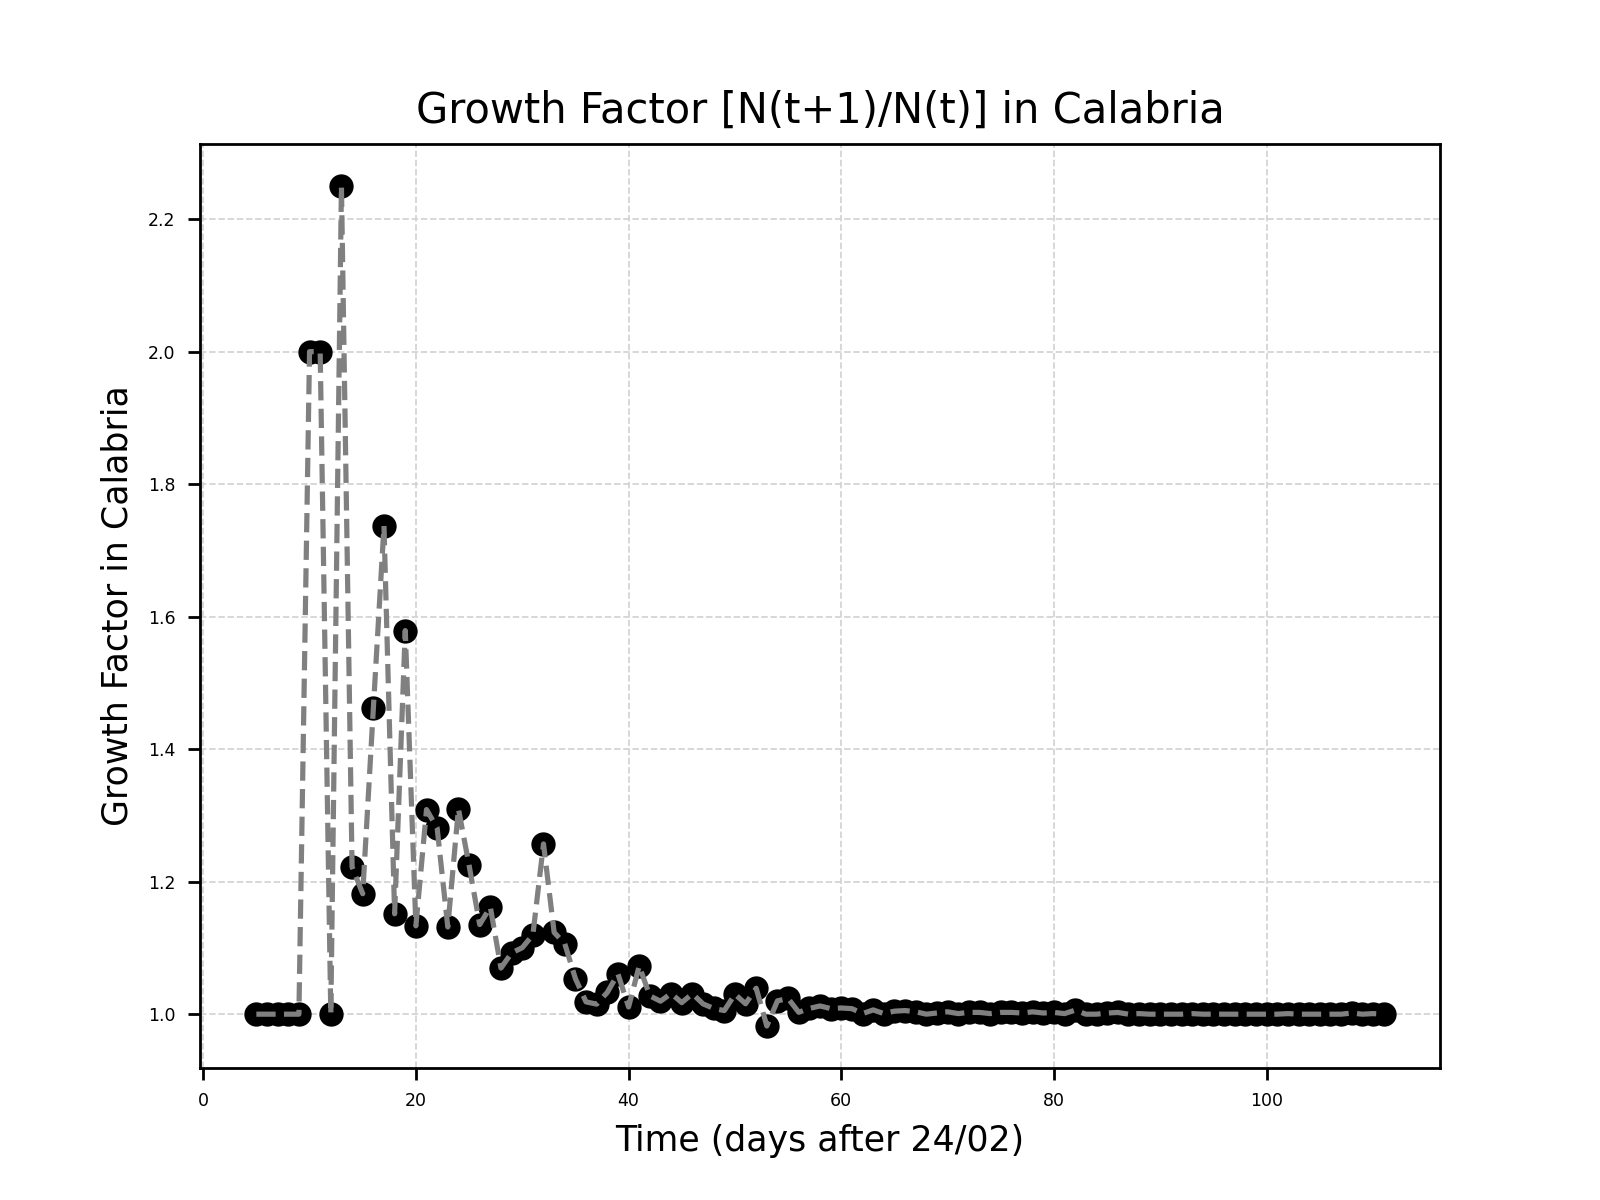 Growth Factor [N(t+1)/N(t)] in Calabria
Growth Factor in Calabria
2.2
2.0
1.8
1.6
1.4
1.2
1.0
0 20 40 60 80 100
Time (days after 24/02)